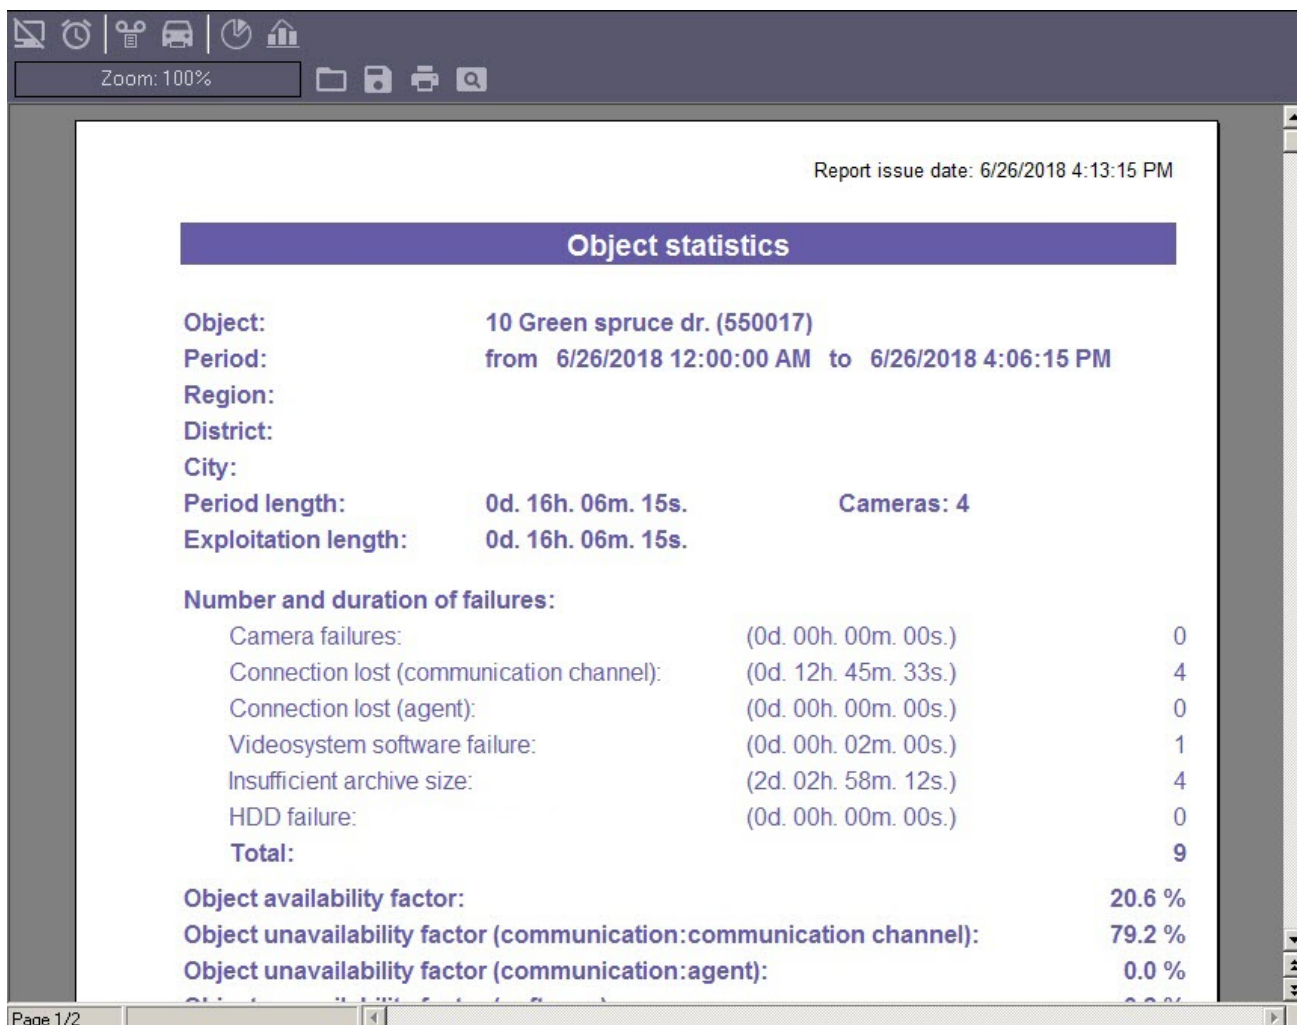 Zoom: 100%
Report issue date: 6/26/2018 4:13:15 PM
Object statistics
Object: 10 Green spruce dr. (550017)
Period: from 6/26/2018 12:00:00 AM to 6/26/2018 4:06:15 PM
Region:
District:
City:
Period length: 0d. 16h. 06m. 15s. Cameras: 4
Exploitation length: 0d. 16h. 06m. 15s.
Number and duration of failures:
Camera failures: (0d. 00h. 00m. 00s.) 0
Connection lost (communication channel): (0d. 12h. 45m. 33s.) 4
Connection lost (agent): (0d. 00h. 00m. 00s.) 0
Videosystem software failure: (0d. 00h. 02m. 00s.) 1
Insufficient archive size: (2d. 02h. 58m. 12s.) 4
HDD failure: (0d. 00h. 00m. 00s.) 0
Total: 9
Object availability factor: 20.6 %
Object unavailability factor (communication:communication channel): 79.2 %
Object unavailability factor (communication:agent): 0.0 %
Page 1/2